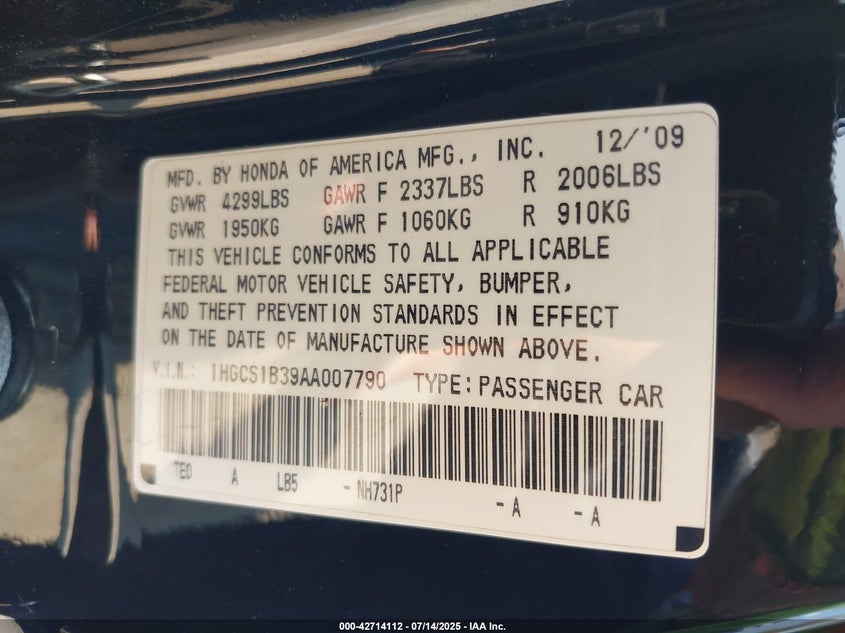 MFD. BY HONDA OF AMERICA MFG., INC. 12/'09
GVWR 4299LBS GAWR F 2337LBS R 2006LBS
GVWR 1950KG GAWR F 1060KG R 910KG
THIS VEHICLE CONFORMS TO ALL APPLICABLE
FEDERAL MOTOR VEHICLE SAFETY, BUMPER,
AND THEFT PREVENTION STANDARDS IN EFFECT
ON THE DATE OF MANUFACTURE SHOWN ABOVE.
V.I.N.: 1HGCS1B39AA007790 TYPE: PASSENGER CAR
TE0 A LB5 - NH731P - A - A
000-42714112 - 07/14/2025 - IAA Inc.